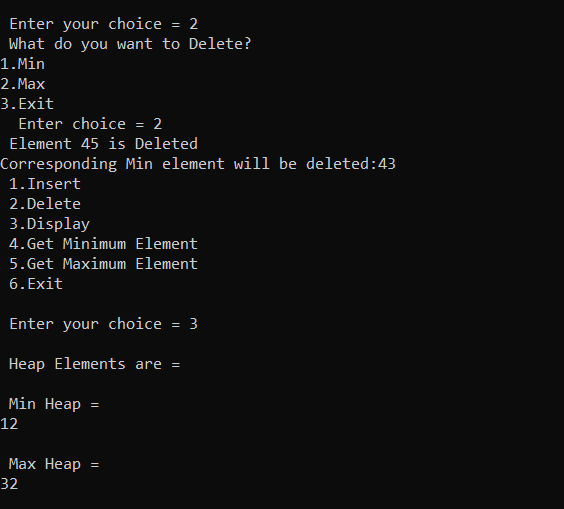 Enter your choice = 2
What do you want to Delete?
1.Min
2.Max
3.Exit
Enter choice = 2
Element 45 is Deleted
Corresponding Min element will be deleted:43
1.Insert
2.Delete
3.Display
4.Get Minimum Element
5.Get Maximum Element
6.Exit
Enter your choice = 3
Heap Elements are =
Min Heap =
12
Max Heap =
32